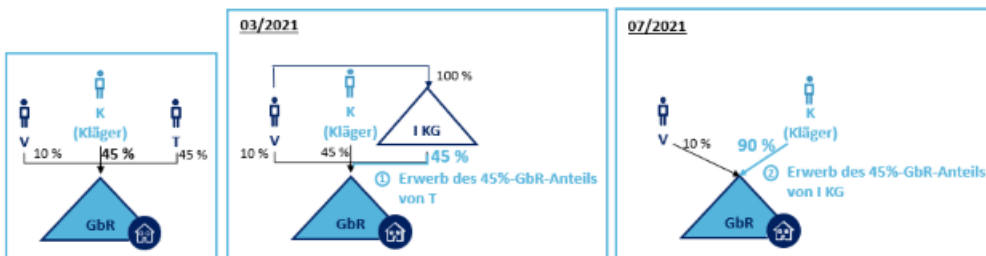 K
(Kläger)
V
T
10 %
45 %
45 %
GbR
03/2021
100 %
K
(Kläger)
V
I KG
10 %
45 %
45 %
① Erwerb des 45%-GbR-Anteils
von T
GbR
07/2021
K
(Kläger)
V
10 %
90 %
② Erwerb des 45%-GbR-Anteils
von I KG
GbR